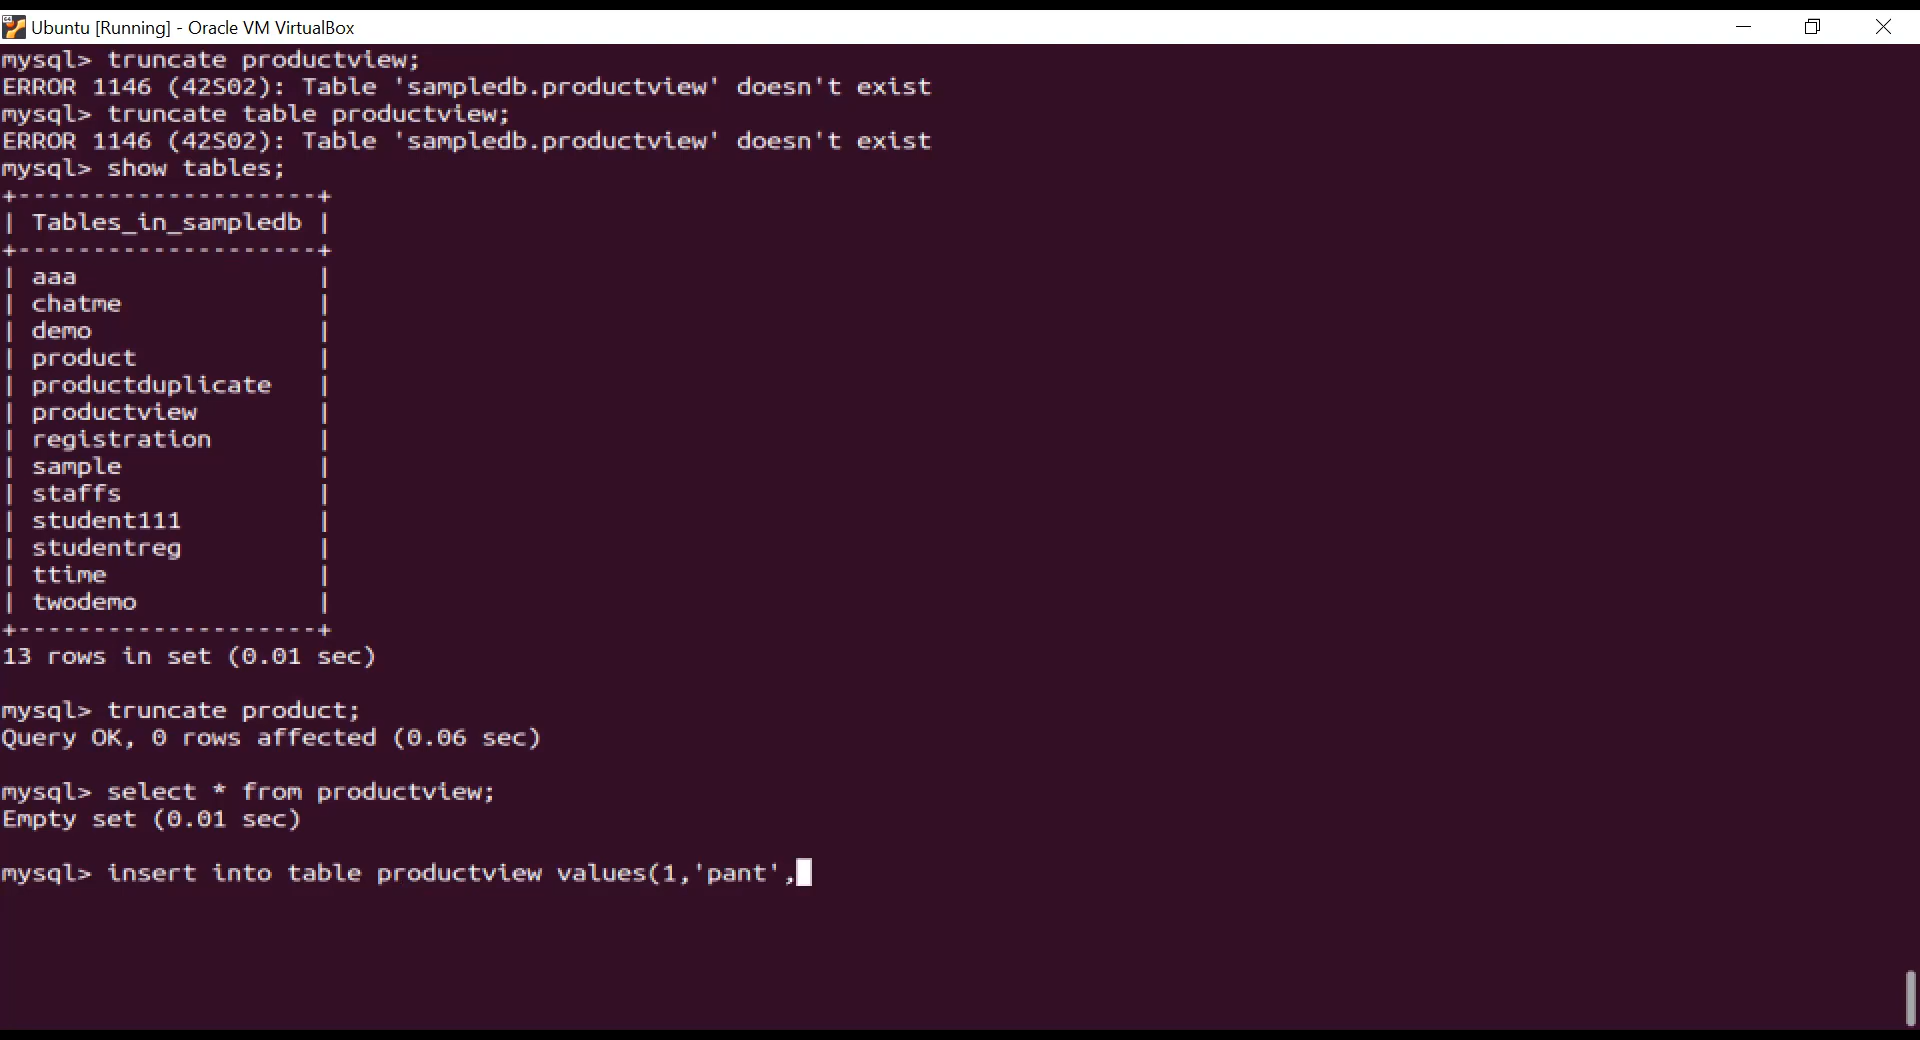 Ubuntu [Running] - Oracle VM VirtualBox
mysql> truncate productview;
ERROR 1146 (42S02): Table 'sampledb.productview' doesn't exist
mysql> truncate table productview;
ERROR 1146 (42S02): Table 'sampledb.productview' doesn't exist
mysql> show tables;
+--------------------+
| Tables_in_sampledb |
+--------------------+
| aaa                |
| chatme             |
| demo               |
| product            |
| productduplicate   |
| productview        |
| registration       |
| sample             |
| staffs             |
| student111         |
| studentreg         |
| ttime              |
| twodemo            |
+--------------------+
13 rows in set (0.01 sec)
mysql> truncate product;
Query OK, 0 rows affected (0.06 sec)
mysql> select * from productview;
Empty set (0.01 sec)
mysql> insert into table productview values(1,'pant',